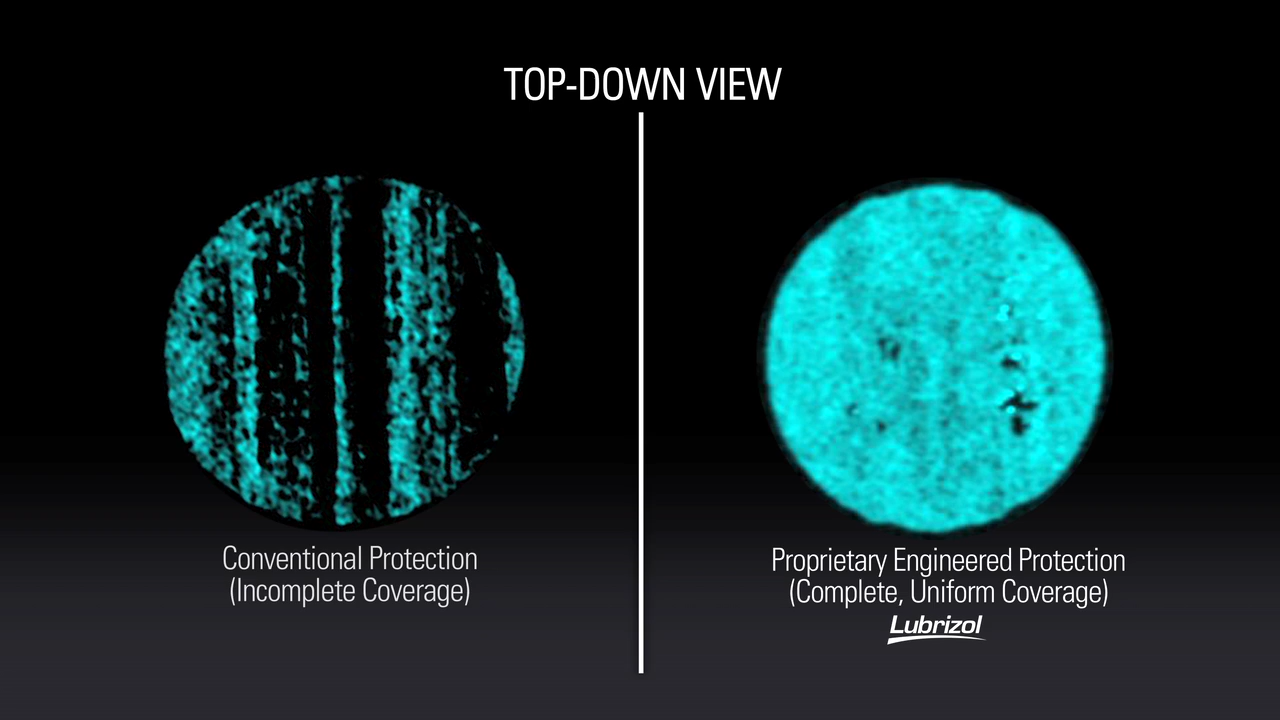 TOP-DOWN VIEW
Conventional Protection
(Incomplete Coverage)
Proprietary Engineered Protection
(Complete, Uniform Coverage)
Lubrizol